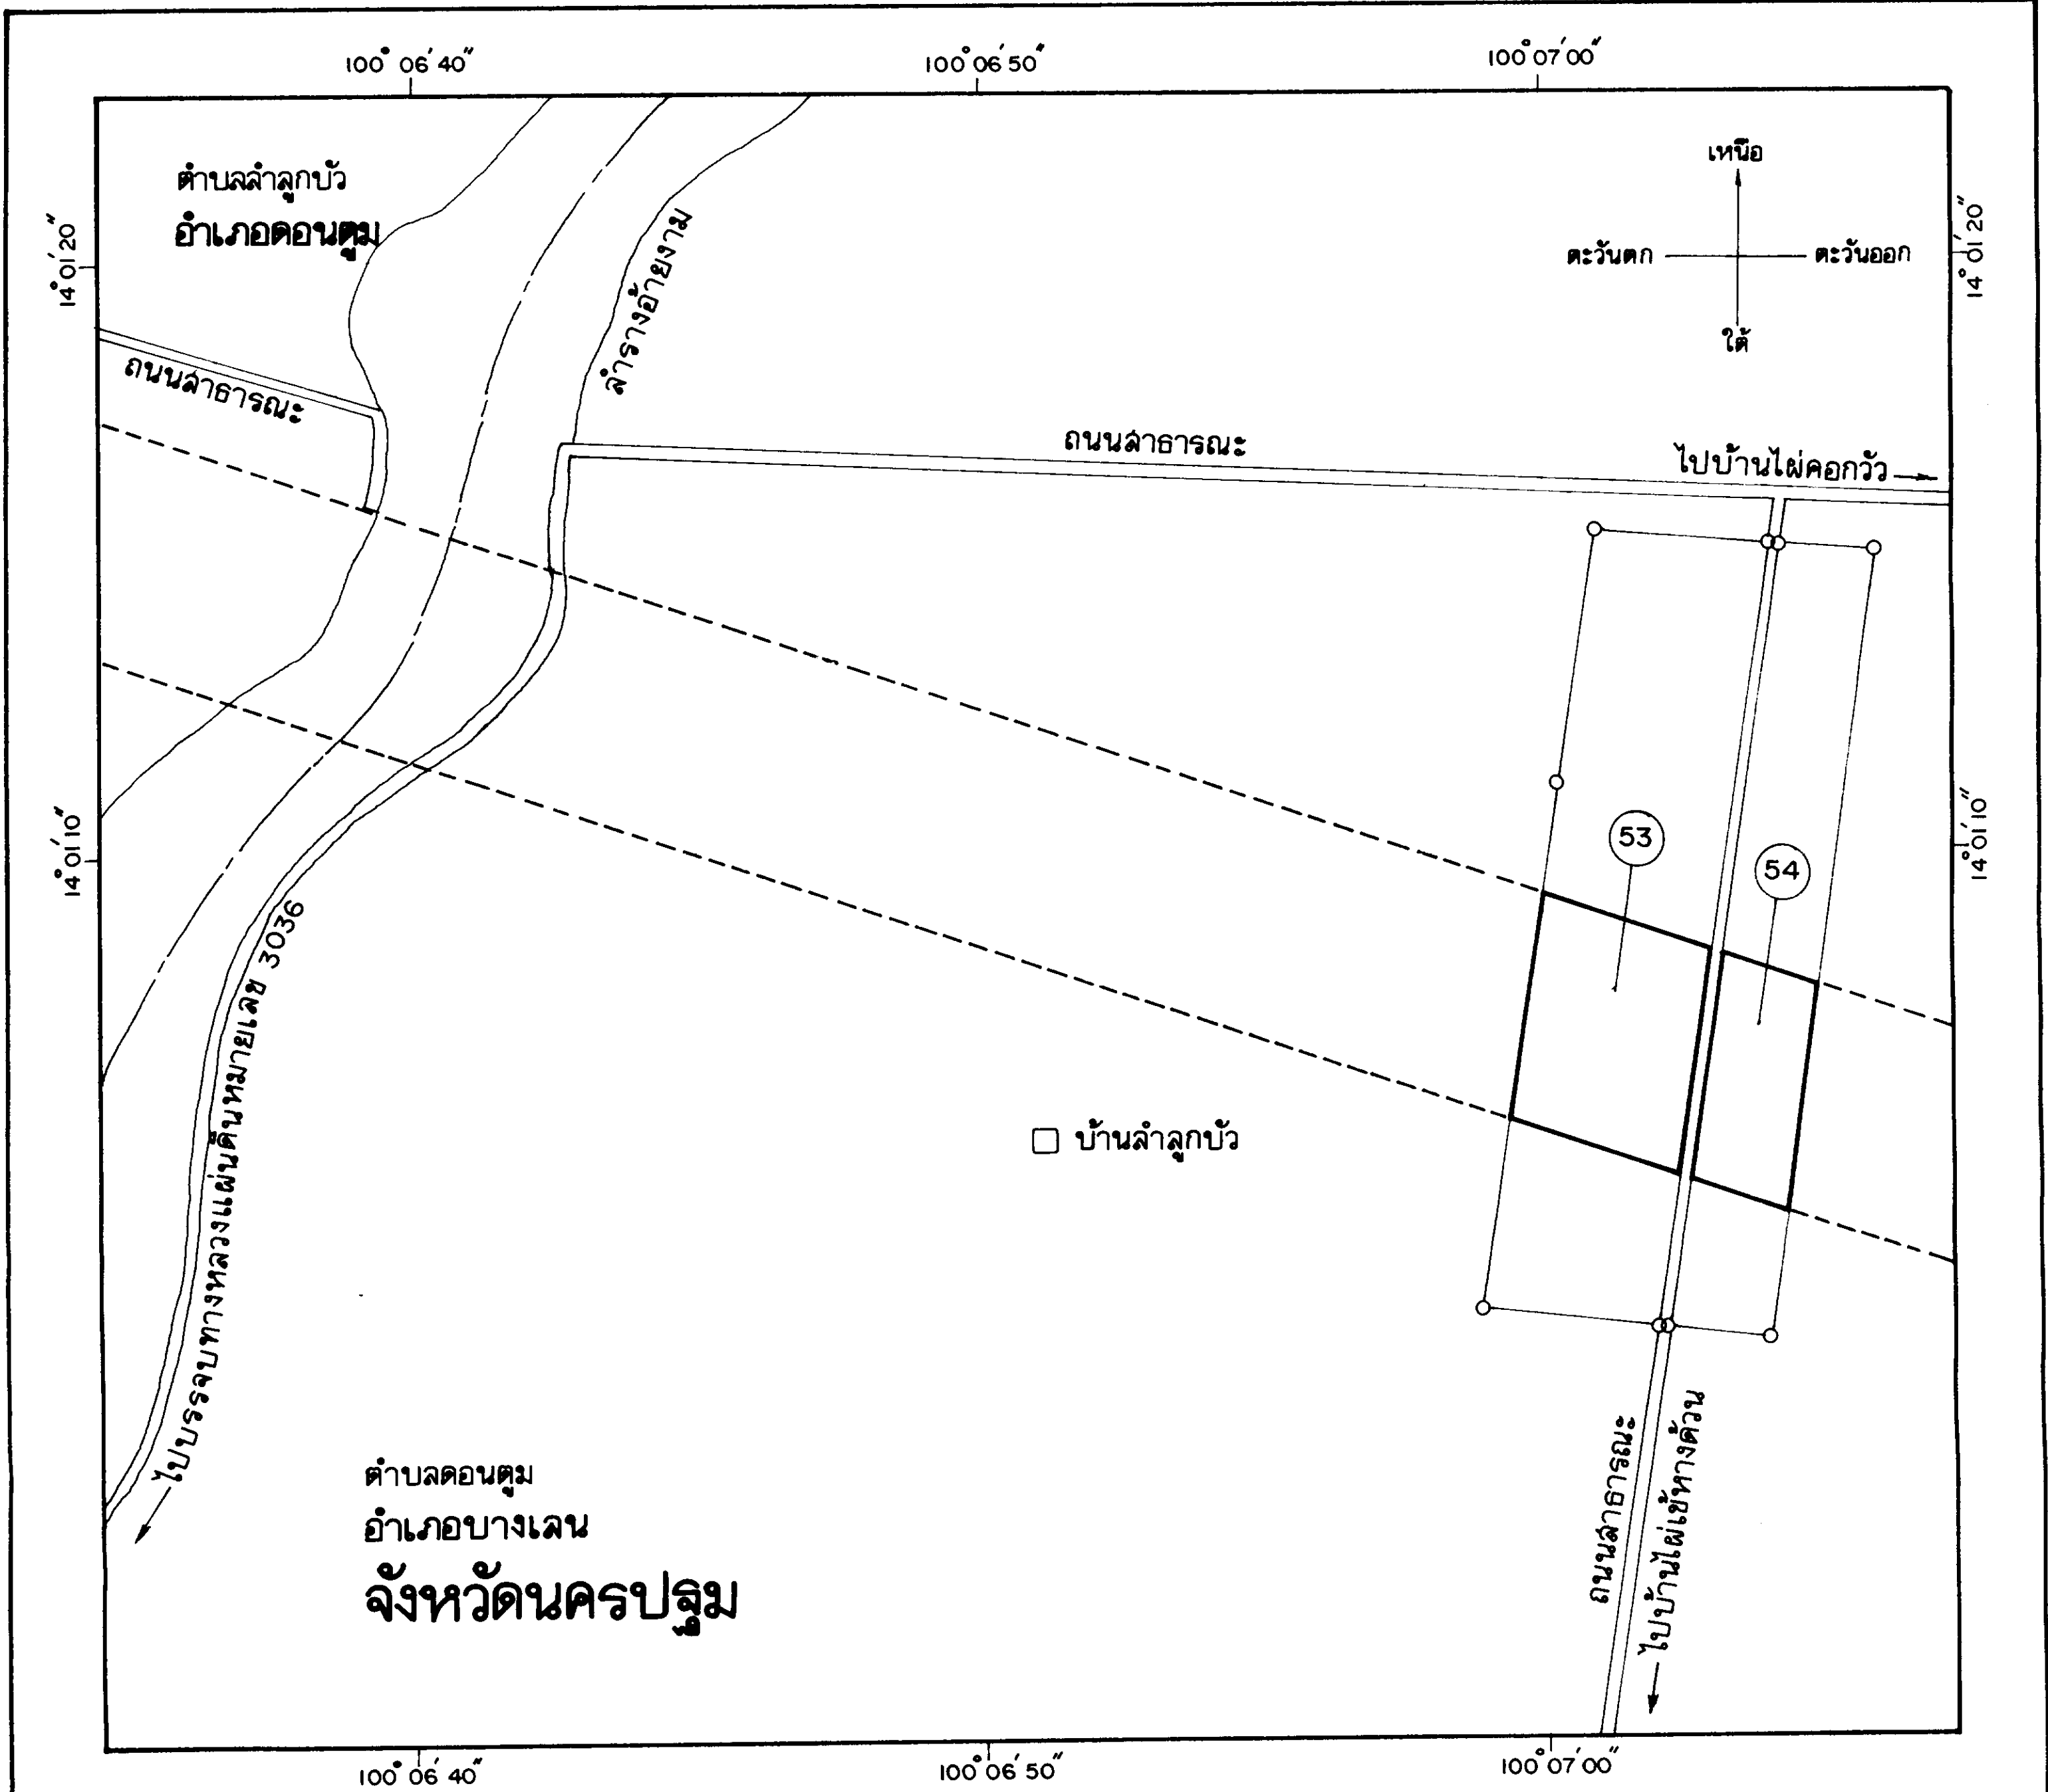 100° 06′ 40″
100° 06′ 50″
100° 07′ 00″
ตำบลลำลูกบัว
อำเภอดอนตูม
เหนือ
ตะวันตก
ตะวันออก
ใต้
14° 01′ 20″
14° 01′ 20″
ลำรางอ้ายงาม
ถนนสาธารณะ
ถนนสาธารณะ
ไปบ้านไผ่คอกวัว
14° 01′ 10″
14° 01′ 10″
53
54
บ้านลำลูกบัว
ไปบรรจบทางหลวงแผ่นดินหมายเลข 3036
ถนนสาธารณะ
ไปบ้านไผ่เข้หางด้วน
ตำบลดอนตูม
อำเภอบางเลน
จังหวัดนครปฐม
100° 06′ 40″
100° 06′ 50″
100° 07′ 00″